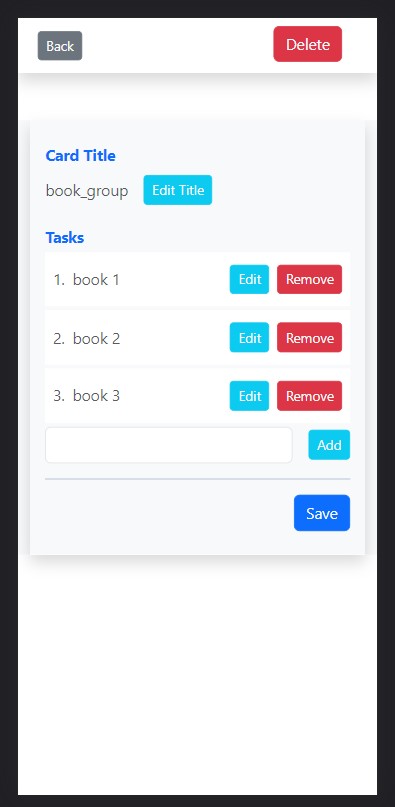 Back Delete
Card Title
book_group Edit Title
Tasks
1. book 1 Edit Remove
2. book 2 Edit Remove
3. book 3 Edit Remove
Add
Save